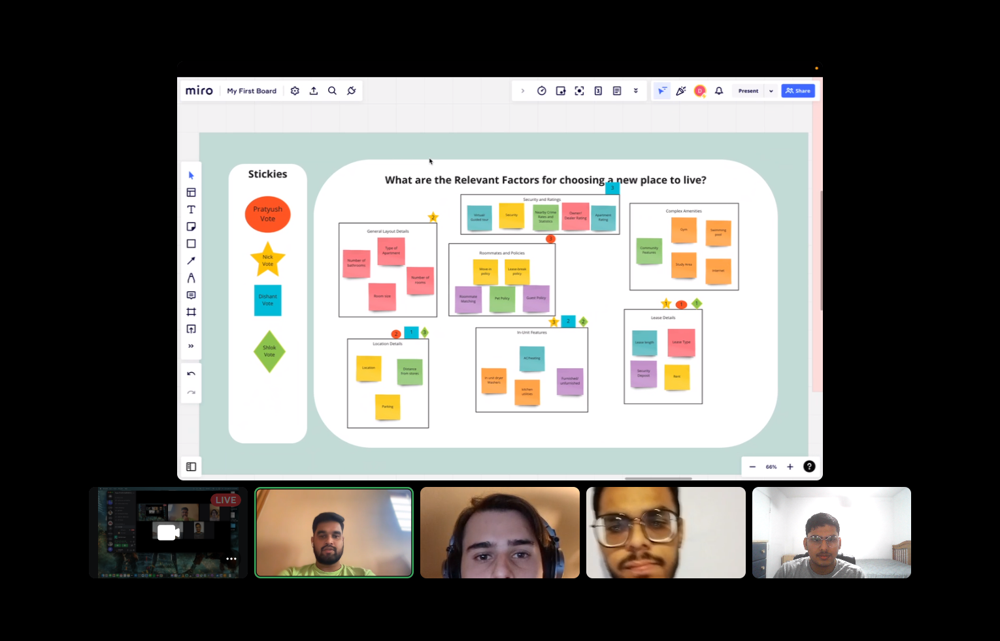 miro
My First Board
D
Present
Share
Stickies
Pratyush
Vote
Nick
Vote
Dishant
Vote
Shlok
Vote
What are the Relevant Factors for choosing a new place to live?
3
Security and Ratings
Virtual
Guided tour
Security
Nearby Crime
Rates and
Statistics
Owner/
Dealer Rating
Apartment
Rating
Complex Amenities
Gym
Swimming
pool
Community
Features
Study Area
Internet
2
General Layout Details
Type of
Apartment
Number of
bathrooms
Number of
rooms
Room size
3
Roommates and Policies
Move-in
policy
Lease-break
policy
Roommate
Matching
Pet Policy
Guest Policy
2
1
3
Location Details
Location
Distance
from stores
Parking
3
2
2
In-Unit Features
AC/heating
In unit dryer
Washers
kitchen
utilities
Furnished/
unfurnished
1
1
1
Lease Details
Lease length
Lease Type
Security
Deposit
Rent
66%
?
LIVE